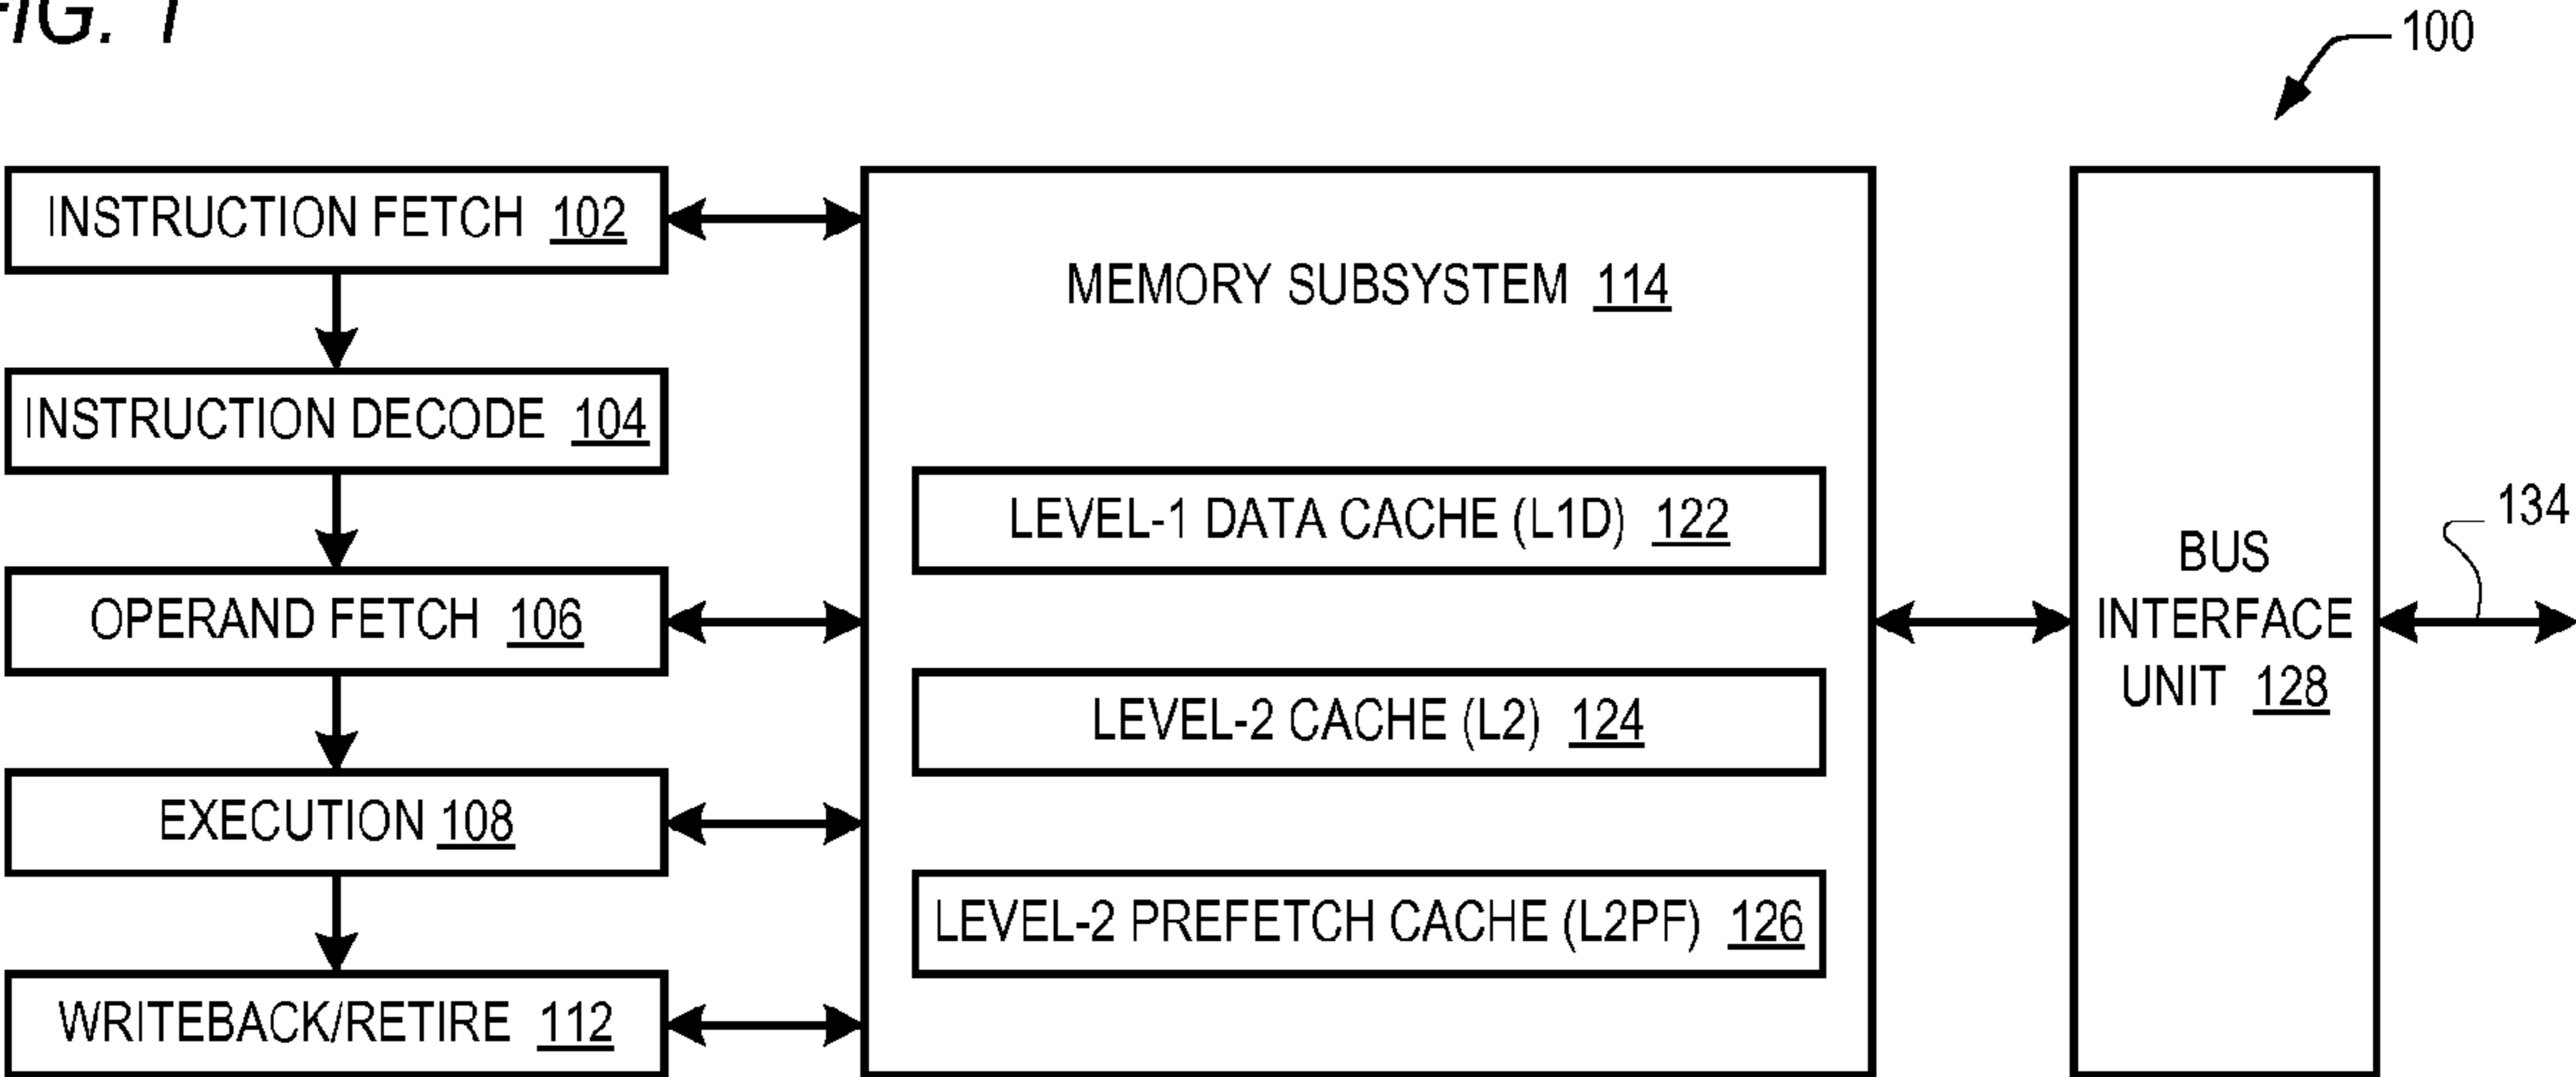 FIG. 1
100
INSTRUCTION FETCH 102
INSTRUCTION DECODE 104
OPERAND FETCH 106
EXECUTION 108
WRITEBACK/RETIRE 112
MEMORY SUBSYSTEM 114
LEVEL-1 DATA CACHE (L1D) 122
LEVEL-2 CACHE (L2) 124
LEVEL-2 PREFETCH CACHE (L2PF) 126
BUS
INTERFACE
UNIT 128
134